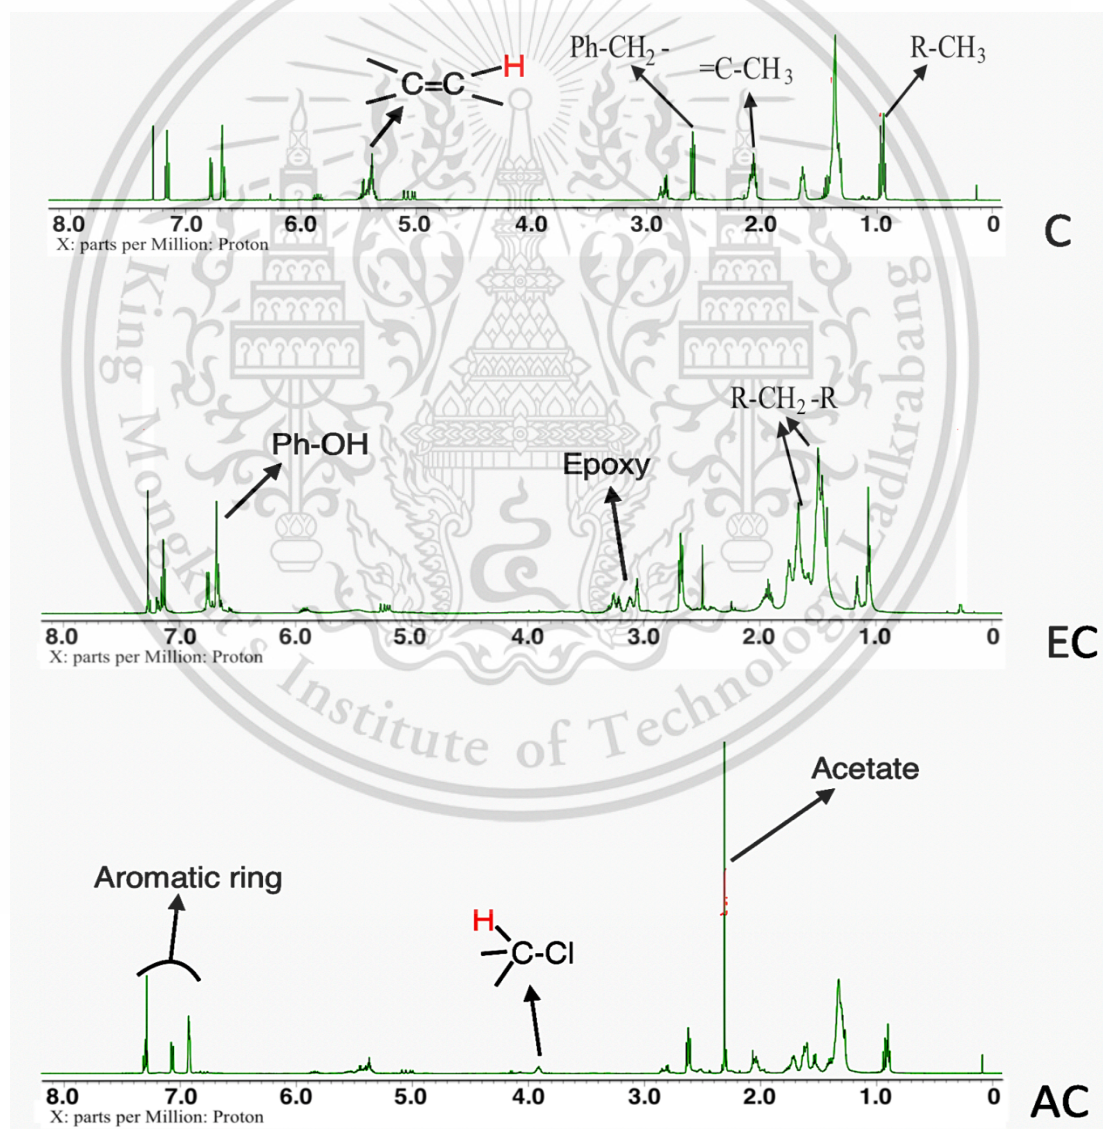 Ph-CH2-
=C-CH3
R-CH3
C=C-H
8.0 7.0 6.0 5.0 4.0 3.0 2.0 1.0 0
X: parts per Million: Proton
C
R-CH2-R
Ph-OH
Epoxy
8.0 7.0 6.0 5.0 4.0 3.0 2.0 1.0 0
X: parts per Million: Proton
EC
King Mongkut's Institute of Technology Ladkrabang
Acetate
Aromatic ring
H
C-Cl
8.0 7.0 6.0 5.0 4.0 3.0 2.0 1.0 0
X: parts per Million: Proton
AC